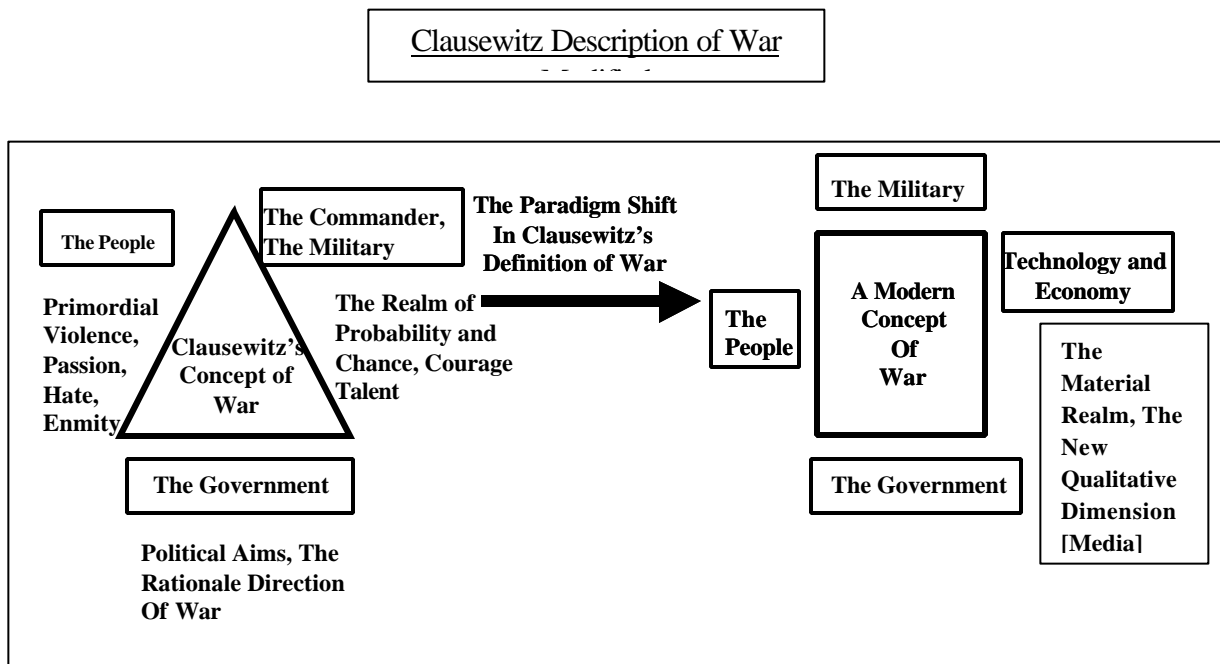 Clausewitz Description of War
The People
Primordial
Violence,
Passion,
Hate,
Enmity
Clausewitz's
Concept of
War
The Commander,
The Military
The Realm of
Probability and
Chance, Courage
Talent
The Government
Political Aims, The
Rationale Direction
Of War
The Paradigm Shift
In Clausewitz's
Definition of War
The Military
The
People
A Modern
Concept
Of
War
Technology and
Economy
The
Material
Realm, The
New
Qualitative
Dimension
[Media]
The Government